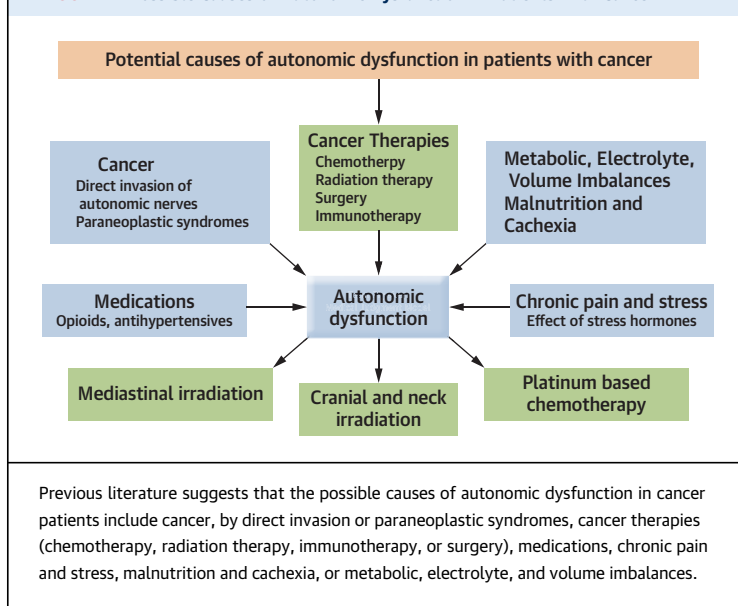 Potential causes of autonomic dysfunction in patients with cancer
Cancer Therapies
Chemotherpy
Radiation therapy
Surgery
Immunotherapy
Cancer
Direct invasion of
autonomic nerves
Paraneoplastic syndromes
Metabolic, Electrolyte,
Volume Imbalances
Malnutrition and
Cachexia
Medications
Opioids, antihypertensives
Autonomic
dysfunction
Chronic pain and stress
Effect of stress hormones
Mediastinal irradiation
Cranial and neck
irradiation
Platinum based
chemotherapy
Previous literature suggests that the possible causes of autonomic dysfunction in cancer
patients include cancer, by direct invasion or paraneoplastic syndromes, cancer therapies
(chemotherapy, radiation therapy, immunotherapy, or surgery), medications, chronic pain
and stress, malnutrition and cachexia, or metabolic, electrolyte, and volume imbalances.